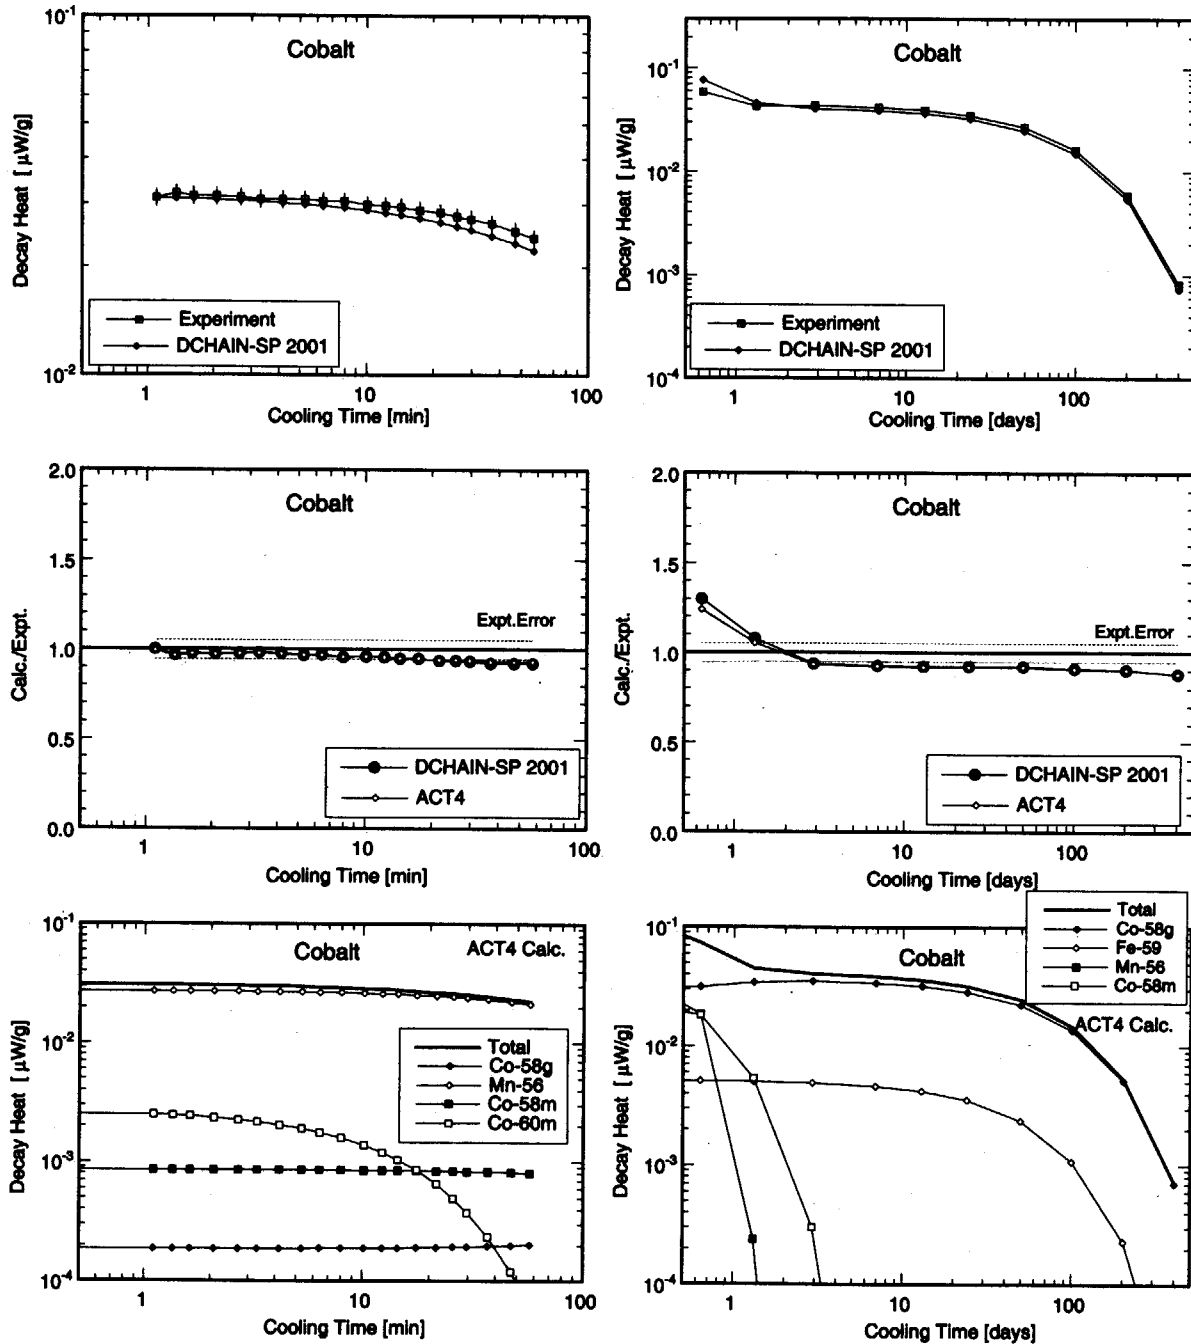 Cobalt
Decay Heat [ μW/g]
10⁻¹
10⁻²
Experiment
DCHAIN-SP 2001
1 10 100
Cooling Time [min]
Cobalt
Decay Heat [ μW/g]
10⁻¹
10⁻²
10⁻³
10⁻⁴
Experiment
DCHAIN-SP 2001
1 10 100
Cooling Time [days]
Cobalt
Calc./Expt.
2.0
1.5
1.0
0.5
0.0
Expt.Error
DCHAIN-SP 2001
ACT4
1 10 100
Cooling Time [min]
Cobalt
Calc./Expt.
2.0
1.5
1.0
0.5
0.0
Expt.Error
DCHAIN-SP 2001
ACT4
1 10 100
Cooling Time [days]
Cobalt
ACT4 Calc.
Decay Heat [ μW/g]
10⁻¹
10⁻²
10⁻³
10⁻⁴
Total
Co-58g
Mn-56
Co-58m
Co-60m
1 10 100
Cooling Time [min]
Total
Co-58g
Fe-59
Mn-56
Co-58m
Cobalt
ACT4 Calc.
Decay Heat [ μW/g]
10⁻¹
10⁻²
10⁻³
10⁻⁴
1 10 100
Cooling Time [days]